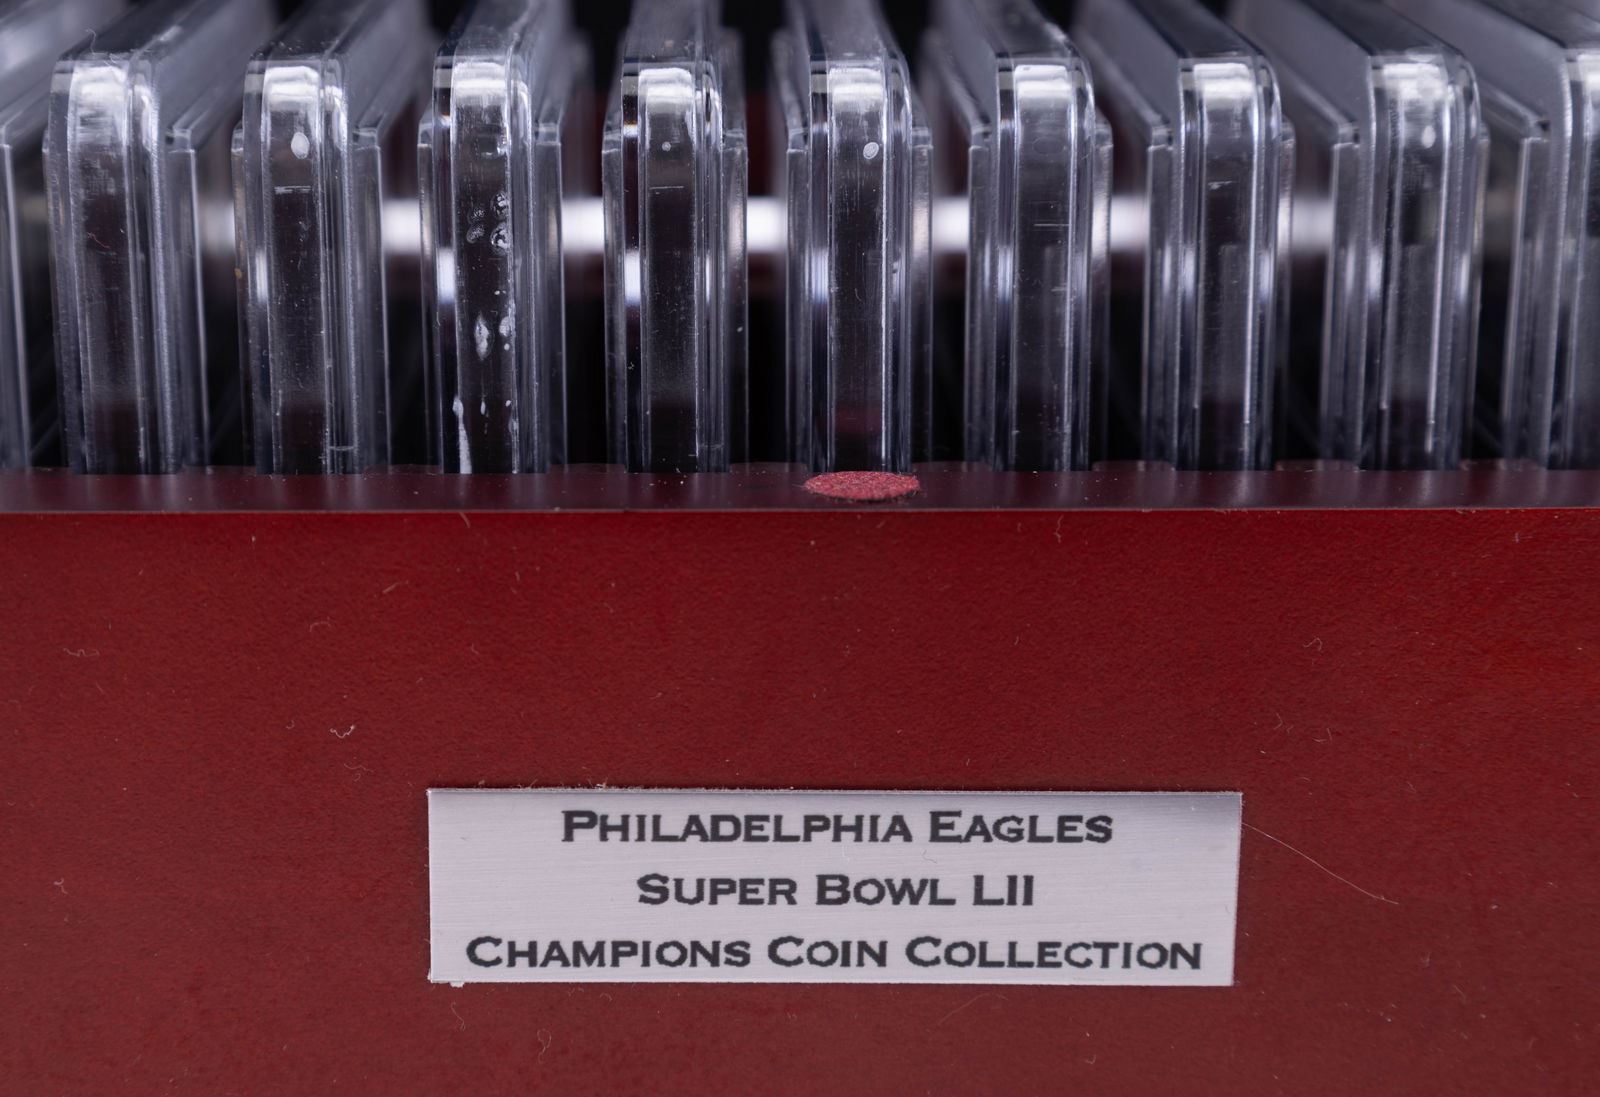 Philadelphia Eagles
Super Bowl LII
Champions Coin Collection